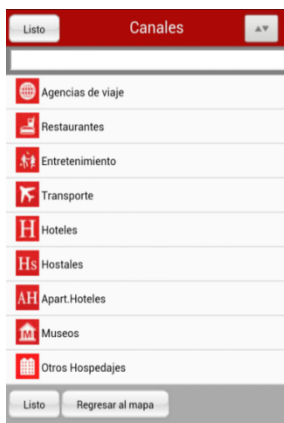 Listo
Canales
Agencias de viaje
Restaurantes
Entretenimiento
Transporte
H Hoteles
Hs Hostales
AH Apart.Hoteles
M Museos
Otros Hospedajes
Listo
Regresar al mapa